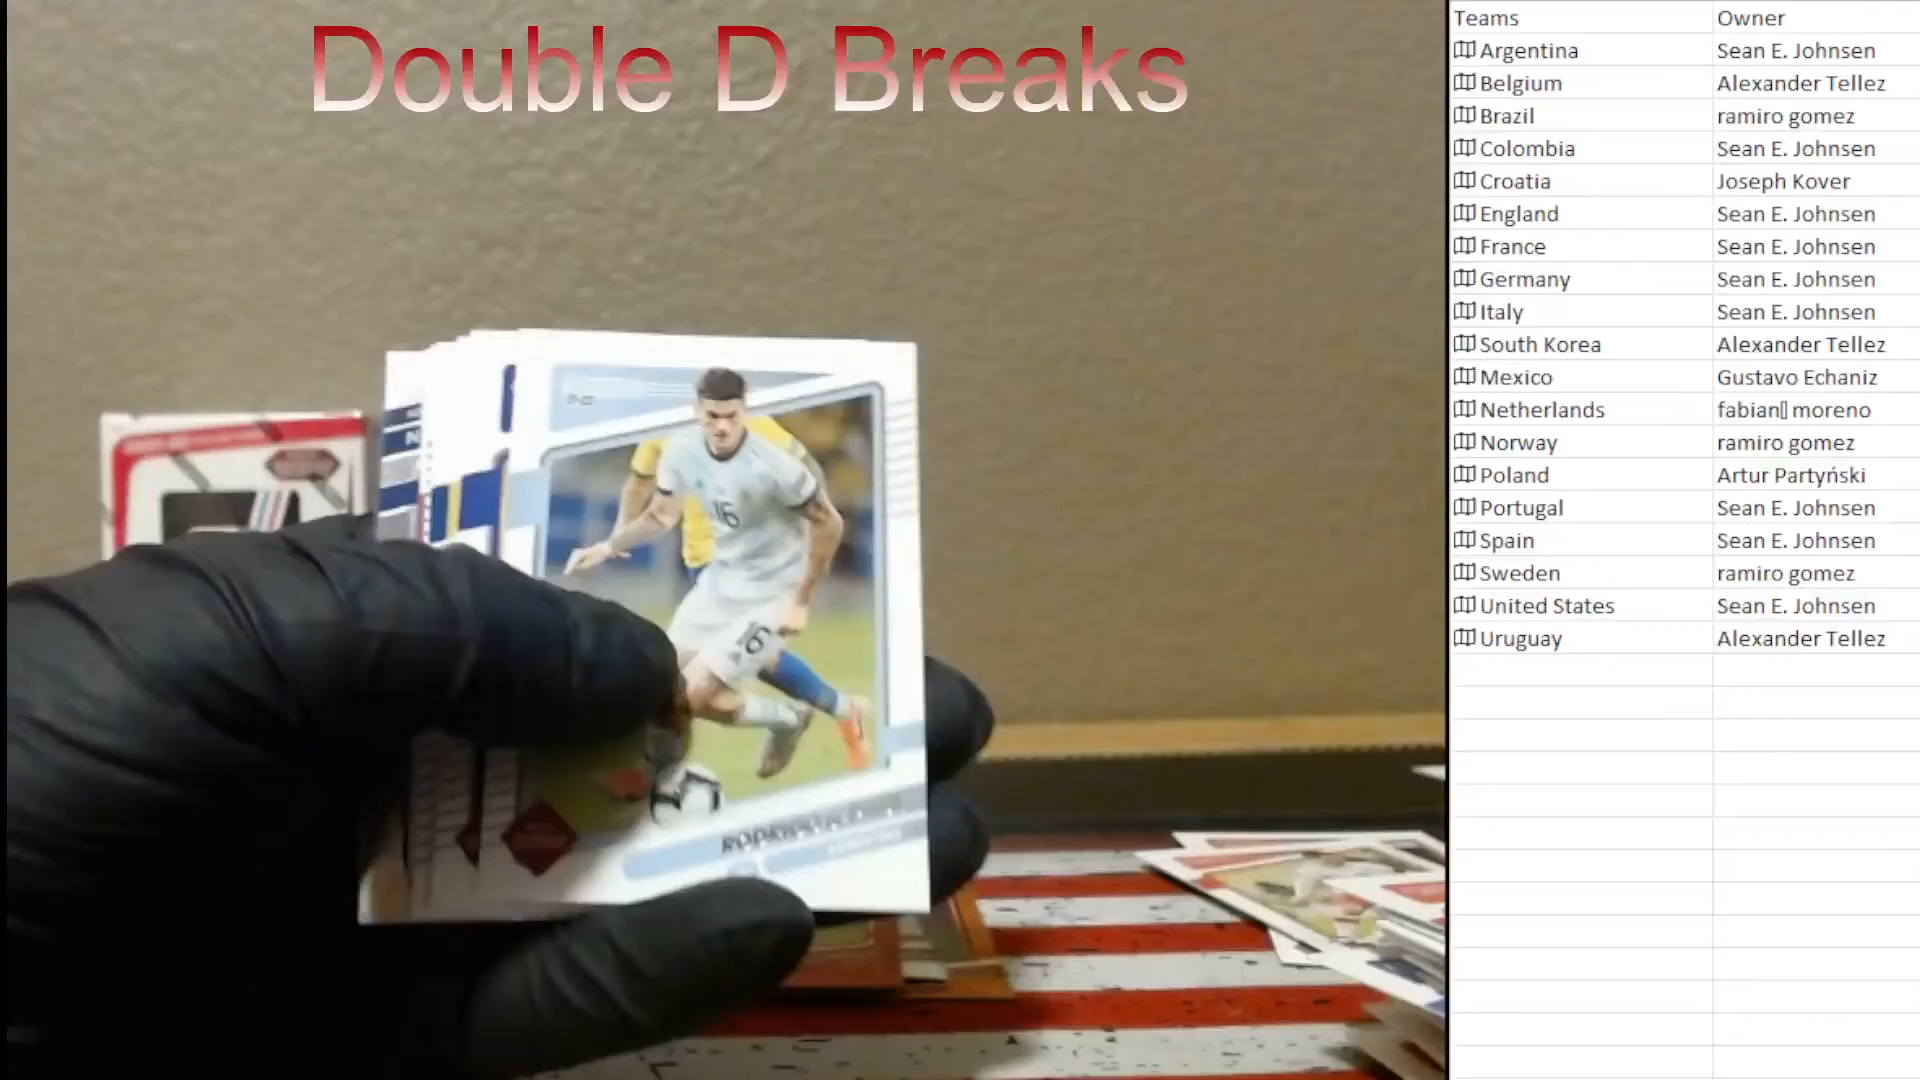 Double D Breaks
Teams Owner
Argentina Sean E. Johnsen
Belgium Alexander Tellez
Brazil ramiro gomez
Colombia Sean E. Johnsen
Croatia Joseph Kover
England Sean E. Johnsen
France Sean E. Johnsen
Germany Sean E. Johnsen
Italy Sean E. Johnsen
South Korea Alexander Tellez
Mexico Gustavo Echaniz
Netherlands fabian▯ moreno
Norway ramiro gomez
Poland Artur Partyński
Portugal Sean E. Johnsen
Spain Sean E. Johnsen
Sweden ramiro gomez
United States Sean E. Johnsen
Uruguay Alexander Tellez
16
16